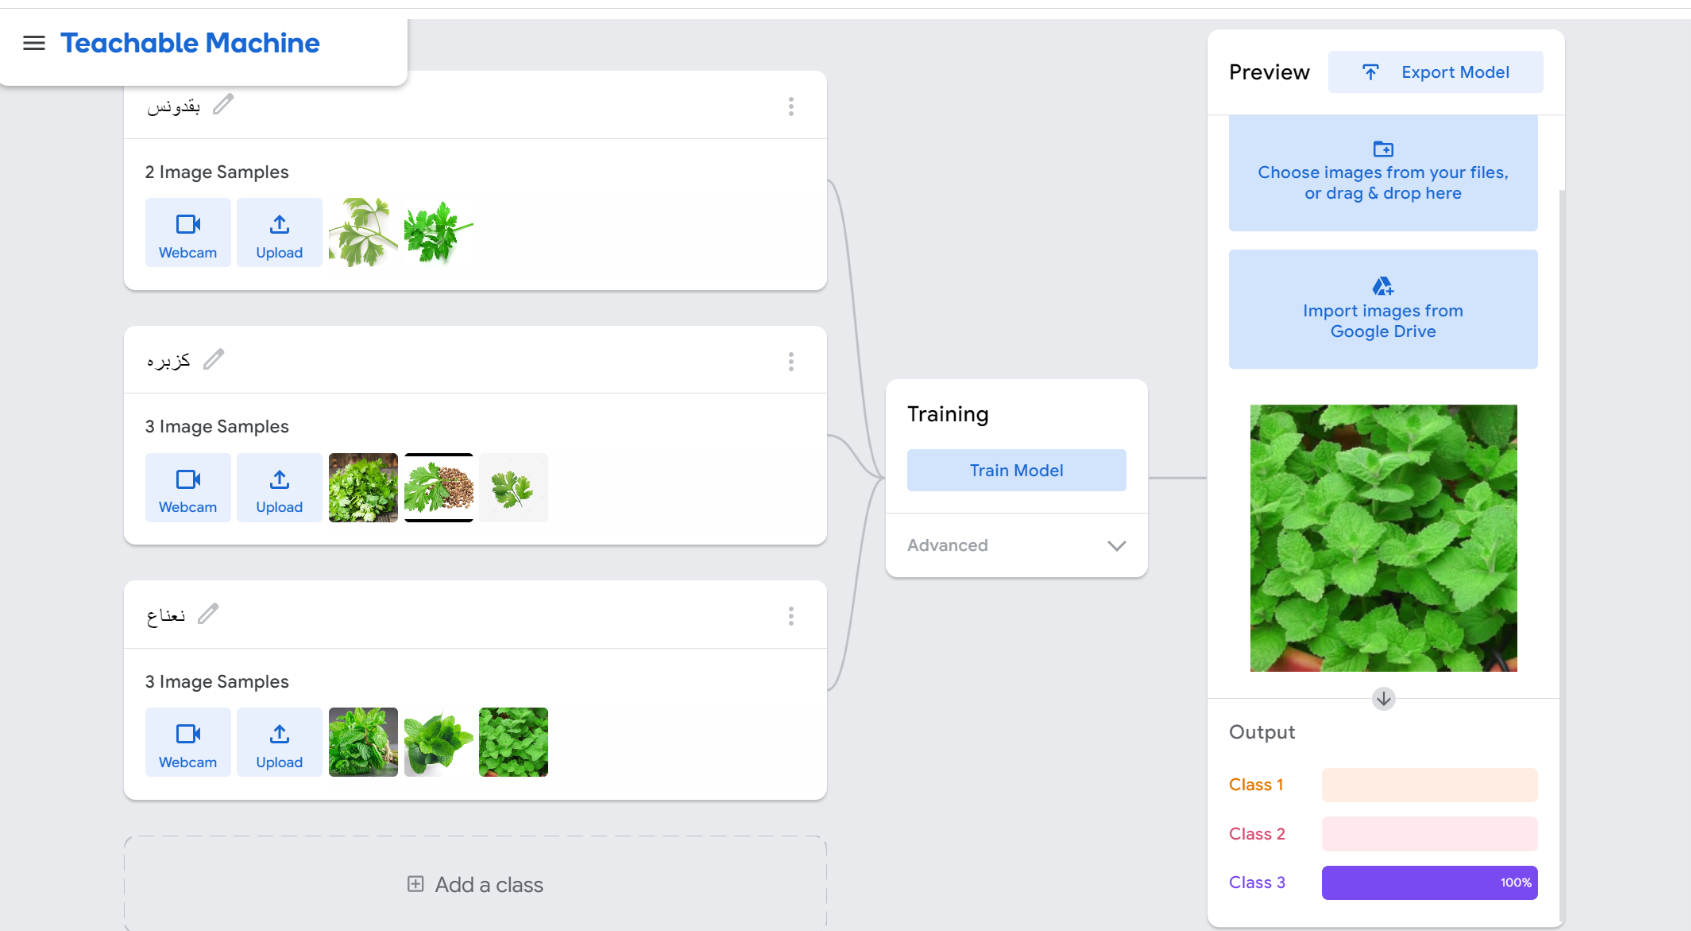 Teachable Machine
بقدونس
2 Image Samples
Webcam
Upload
كزبره
3 Image Samples
Webcam
Upload
نعناع
3 Image Samples
Webcam
Upload
Add a class
Training
Train Model
Advanced
Preview
Export Model
Choose images from your files,
or drag & drop here
Import images from
Google Drive
Output
Class 1
Class 2
Class 3
100%